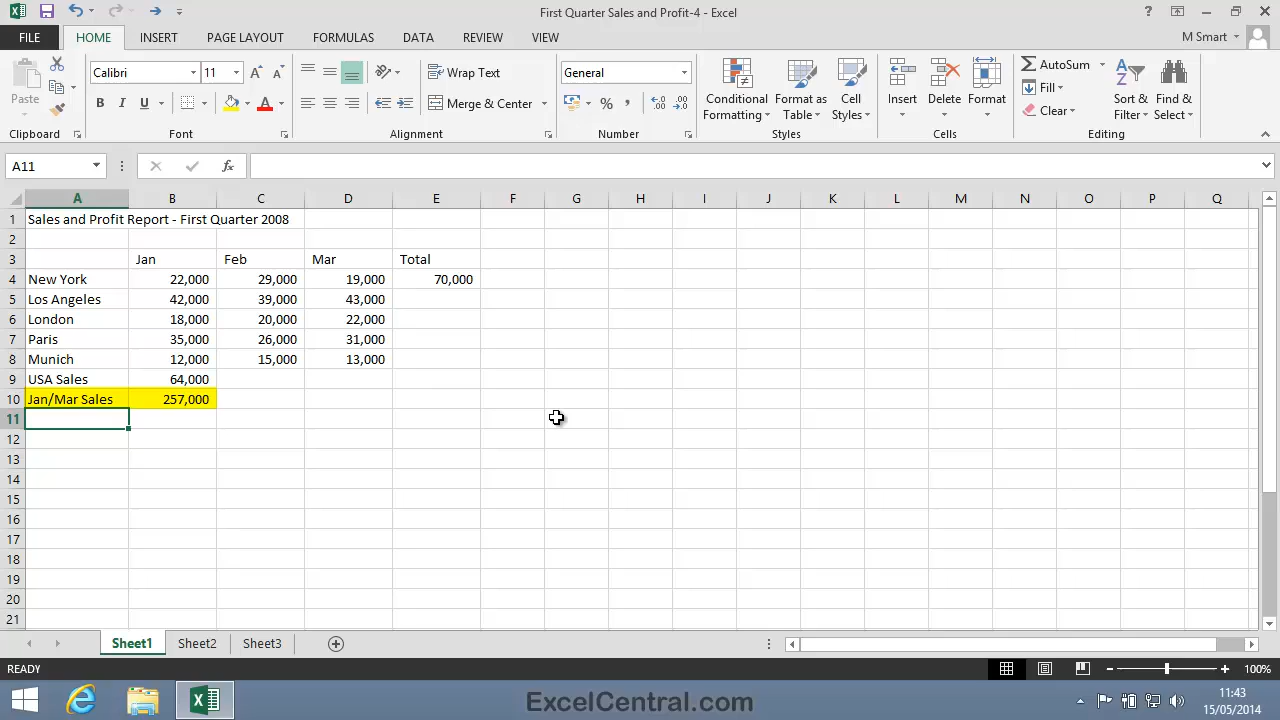 First Quarter Sales and Profit-4 - Excel
?
FILE HOME INSERT PAGE LAYOUT FORMULAS DATA REVIEW VIEW M Smart
Paste
Calibri 11 A A
B I U A
Wrap Text
Merge & Center
General
% ,
Conditional Formatting
Format as Table
Cell Styles
Insert Delete Format
AutoSum
Fill
Clear
Sort & Filter
Find & Select
Clipboard Font Alignment Number Styles Cells Editing
A11 fx
A B C D E F G H I J K L M N O P Q
1 Sales and Profit Report - First Quarter 2008
2
3 Jan Feb Mar Total
4 New York 22,000 29,000 19,000 70,000
5 Los Angeles 42,000 39,000 43,000
6 London 18,000 20,000 22,000
7 Paris 35,000 26,000 31,000
8 Munich 12,000 15,000 13,000
9 USA Sales 64,000
10 Jan/Mar Sales 257,000
11
12
13
14
15
16
17
18
19
20
21
Sheet1 Sheet2 Sheet3
READY 100%
ExcelCentral.com
11:43
15/05/2014